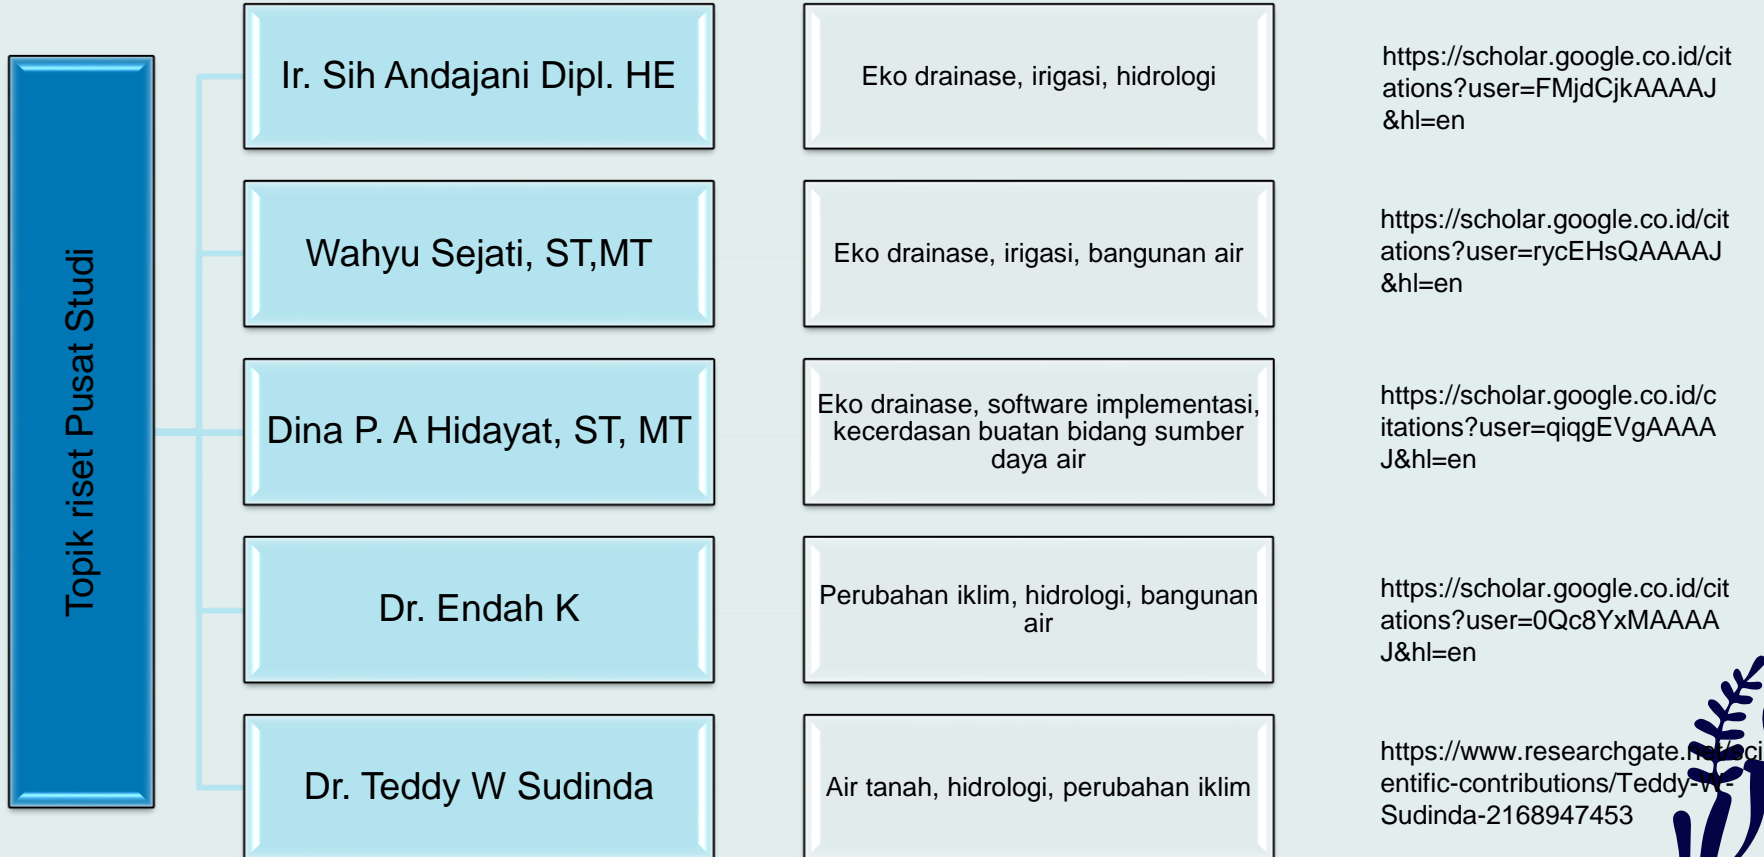 Topik riset Pusat Studi
Ir. Sih Andajani Dipl. HE
Eko drainase, irigasi, hidrologi
https://scholar.google.co.id/cit
ations?user=FMjdCjkAAAAJ
&hl=en
Wahyu Sejati, ST,MT
Eko drainase, irigasi, bangunan air
https://scholar.google.co.id/cit
ations?user=rycEHsQAAAAJ
&hl=en
Dina P. A Hidayat, ST, MT
Eko drainase, software implementasi,
kecerdasan buatan bidang sumber
daya air
https://scholar.google.co.id/c
itations?user=qiqgEVgAAAA
J&hl=en
Dr. Endah K
Perubahan iklim, hidrologi, bangunan
air
https://scholar.google.co.id/cit
ations?user=0Qc8YxMAAAA
J&hl=en
Dr. Teddy W Sudinda
Air tanah, hidrologi, perubahan iklim
https://www.researchgate.net/sci
entific-contributions/Teddy-W-
Sudinda-2168947453